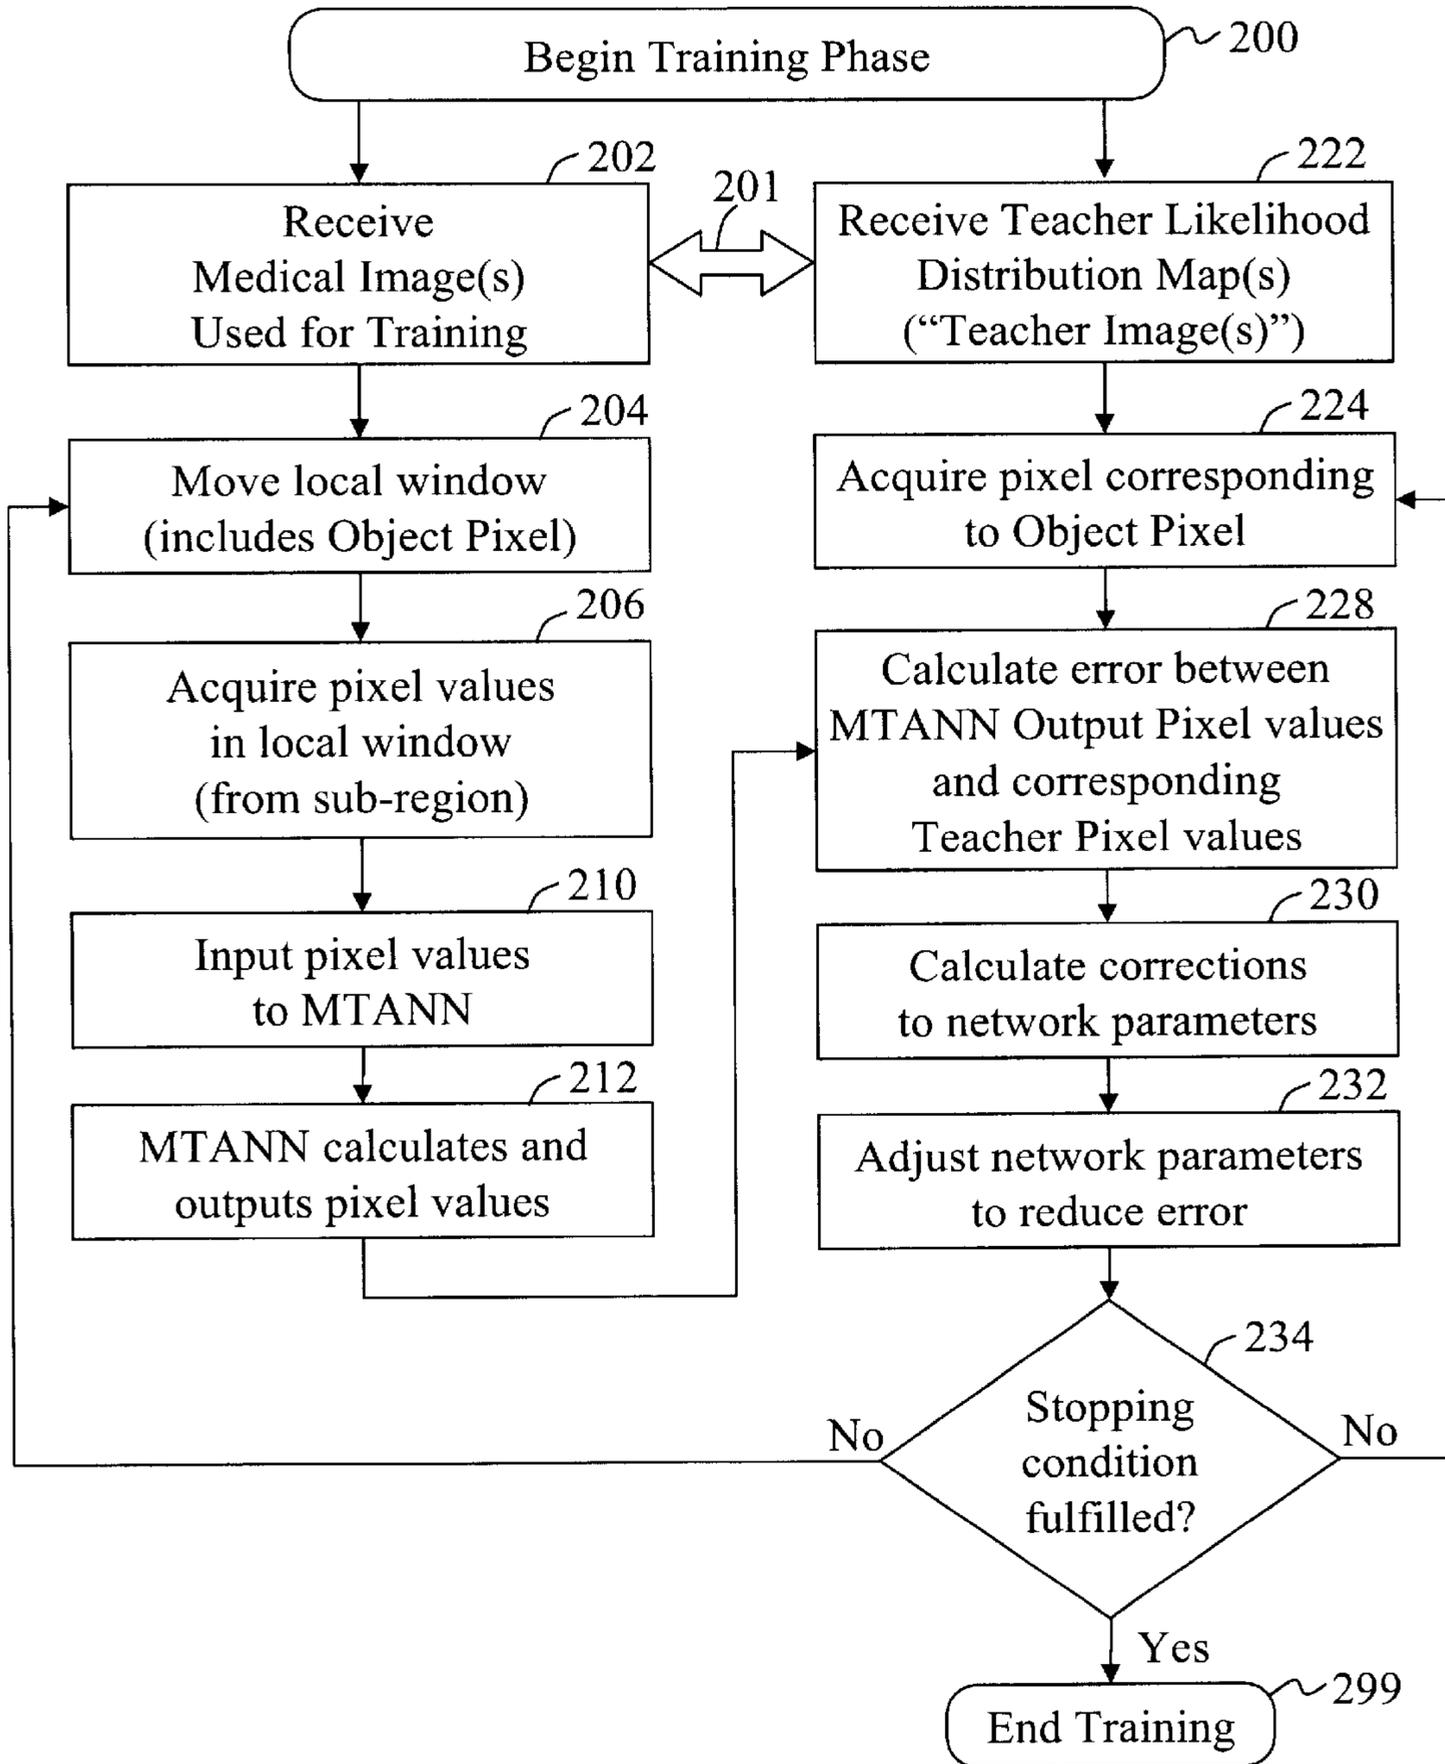 Begin Training Phase
200
202
Receive
Medical Image(s)
Used for Training
201
222
Receive Teacher Likelihood
Distribution Map(s)
(“Teacher Image(s)”)
204
Move local window
(includes Object Pixel)
224
Acquire pixel corresponding
to Object Pixel
206
Acquire pixel values
in local window
(from sub-region)
228
Calculate error between
MTANN Output Pixel values
and corresponding
Teacher Pixel values
210
Input pixel values
to MTANN
230
Calculate corrections
to network parameters
212
MTANN calculates and
outputs pixel values
232
Adjust network parameters
to reduce error
234
Stopping
condition
fulfilled?
No
No
Yes
299
End Training